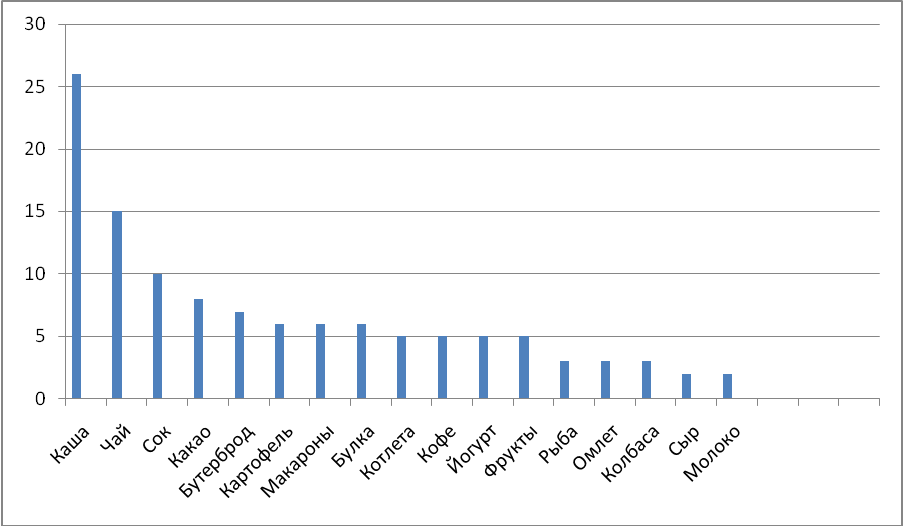 30
25
20
15
10
5
0
Каша
Чай
Сок
Какао
Бутерброд
Картофель
Макароны
Булка
Котлета
Кофе
Йогурт
Фрукты
Рыба
Омлет
Колбаса
Сыр
Молоко